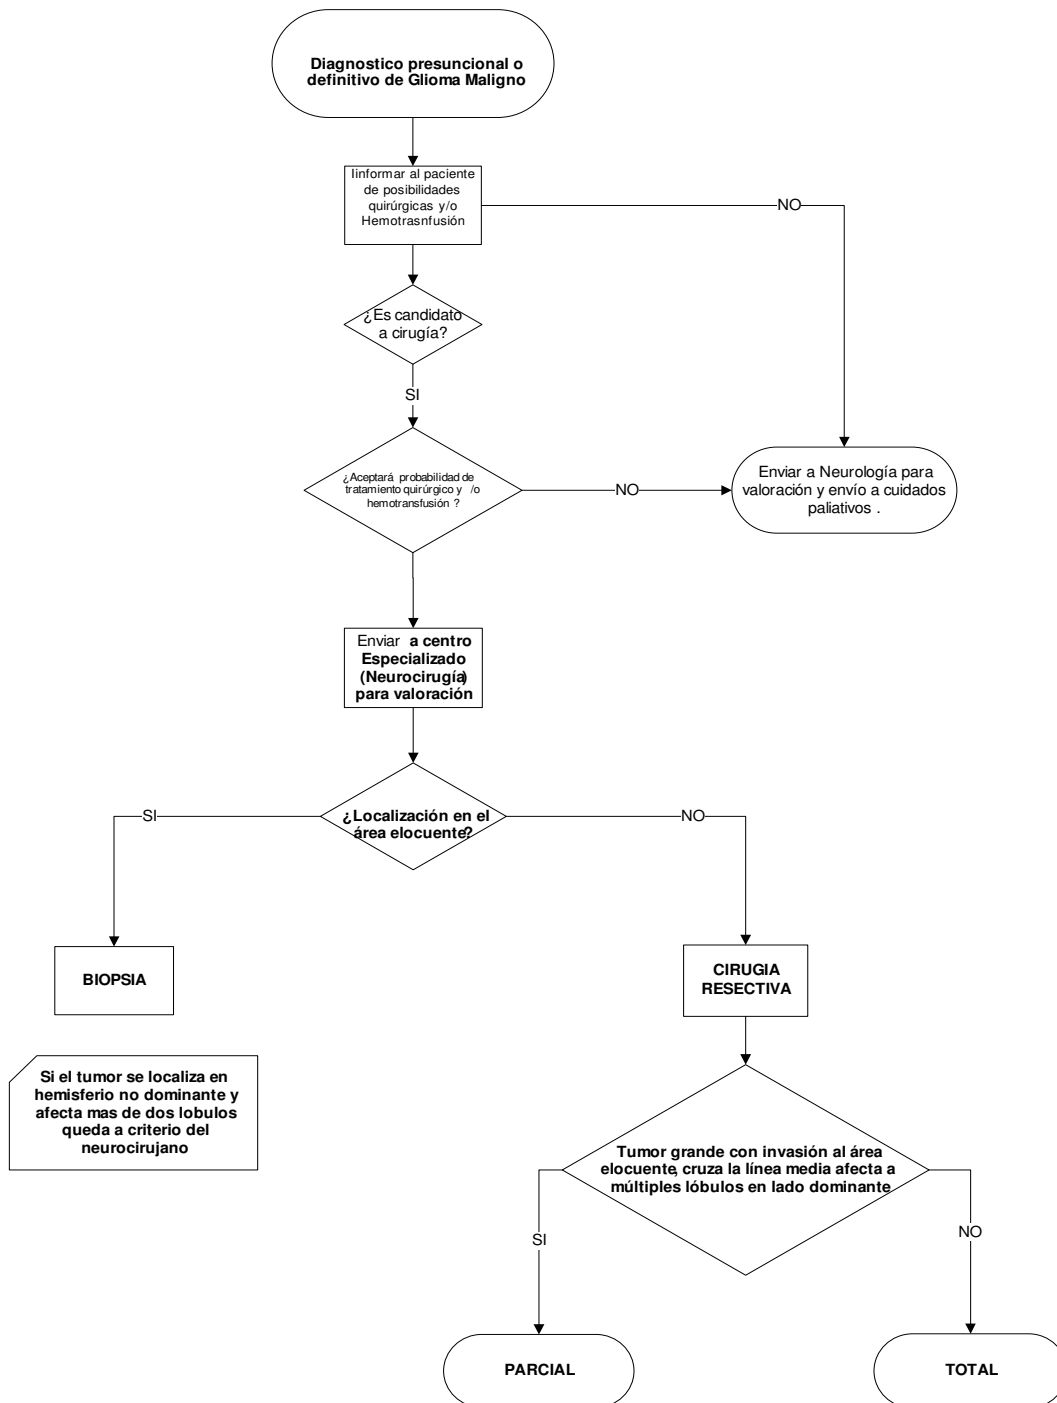 Diagnostico presuncional o
definitivo de Glioma Maligno
Iinformar al paciente
de posibilidades
quirúrgicas y/o
Hemotrasnfusión
NO
¿Es candidato
a cirugía?
SI
¿Aceptará probabilidad de
tratamiento quirúrgico y /o
hemotransfusión ?
NO
Enviar a Neurología para
valoración y envío a cuidados
paliativos .
Enviar a centro
Especializado
(Neurocirugía)
para valoración
¿Localización en el
área elocuente?
SI
NO
BIOPSIA
CIRUGIA
RESECTIVA
Si el tumor se localiza en
hemisferio no dominante y
afecta mas de dos lobulos
queda a criterio del
neurocirujano
Tumor grande con invasión al área
elocuente, cruza la línea media afecta a
múltiples lóbulos en lado dominante
SI
NO
PARCIAL
TOTAL